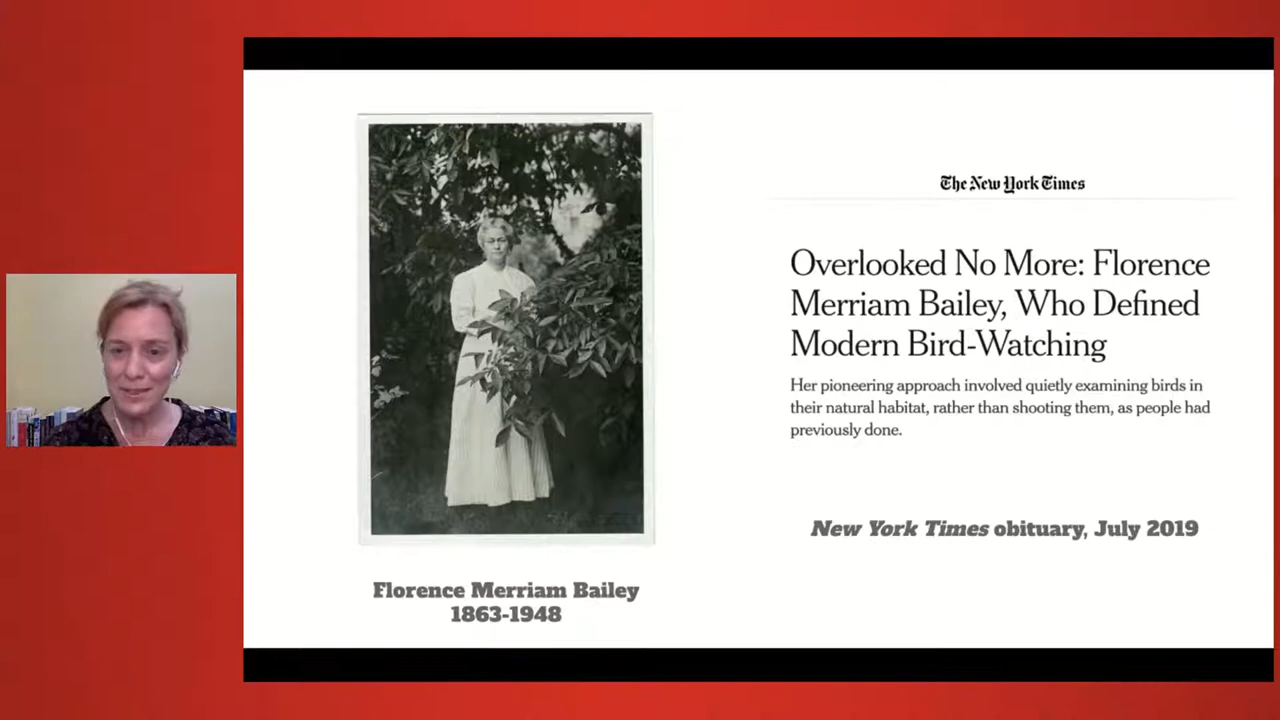 Florence Merriam Bailey
1863-1948
The New York Times
Overlooked No More: Florence
Merriam Bailey, Who Defined
Modern Bird-Watching
Her pioneering approach involved quietly examining birds in
their natural habitat, rather than shooting them, as people had
previously done.
New York Times obituary, July 2019